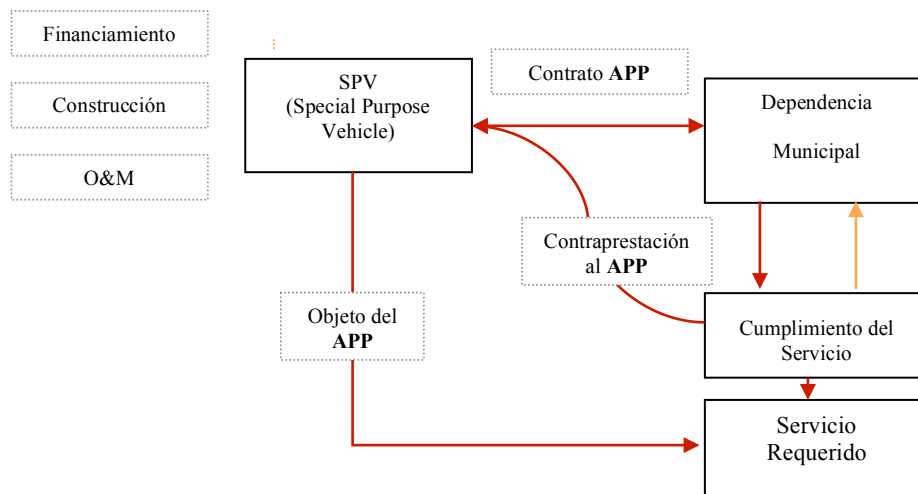 Financiamiento
Construcción
O&M
SPV
(Special Purpose
Vehicle)
Contrato APP
Dependencia
Municipal
Contraprestación
al APP
Objeto del
APP
Cumplimiento del
Servicio
Servicio
Requerido